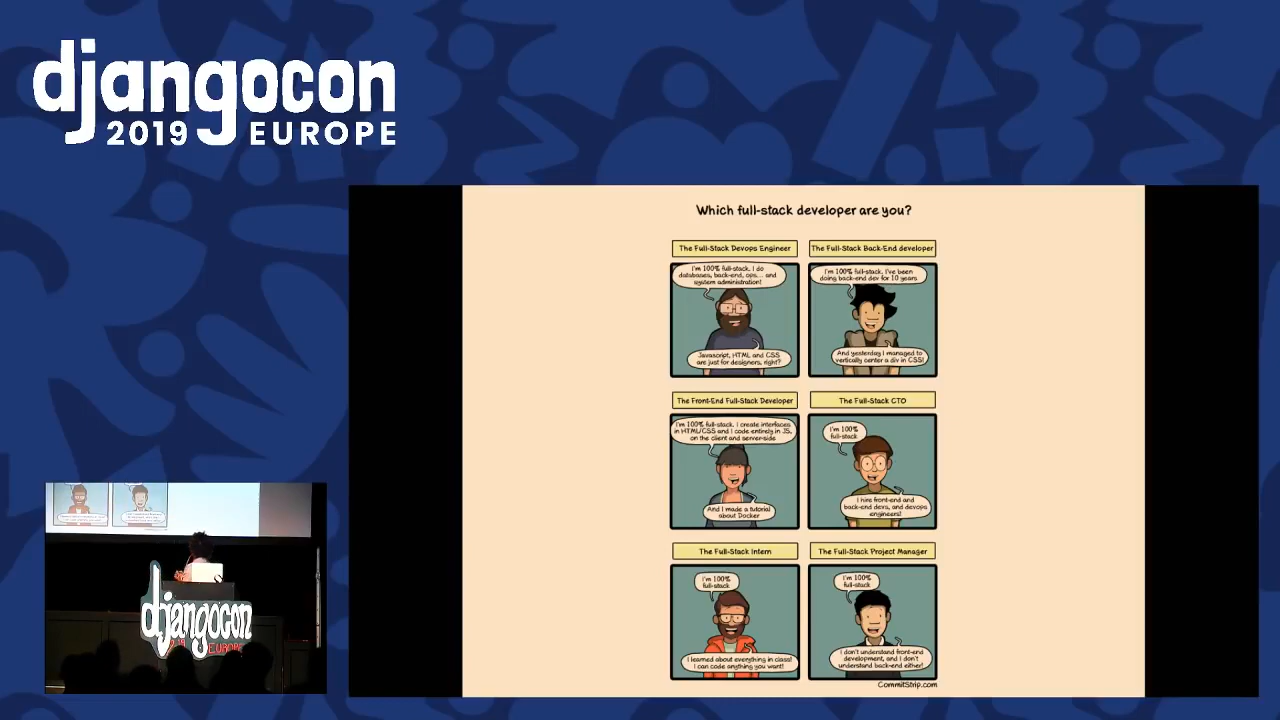 djangocon
2019 EUROPE
Which full-stack developer are you?
The Full-Stack Devops Engineer
I'm 100% full-stack. I do
databases, back-end, ops... and
system administration!
Javascript, HTML and CSS
are just for designers, right?
The Full-Stack Back-End developer
I'm 100% full-stack. I've been
doing back-end dev for 10 years
And yesterday I managed to
vertically center a div in CSS!
The Front-End Full-Stack Developer
I'm 100% full-stack. I create interfaces
in HTML/CSS and I code entirely in JS,
on the client and server-side
And I made a tutorial
about Docker
The Full-Stack CTO
I'm 100%
full-stack
I hire front-end and
back-end devs, and devops
engineers!
The Full-Stack Intern
I'm 100%
full-stack
I learned about everything in class!
I can code anything you want!
The Full-Stack Project Manager
I'm 100%
full-stack
I don't understand front-end
development, and I don't
understand back-end either!
CommitStrip.com
djangocon
2019 EUROPE